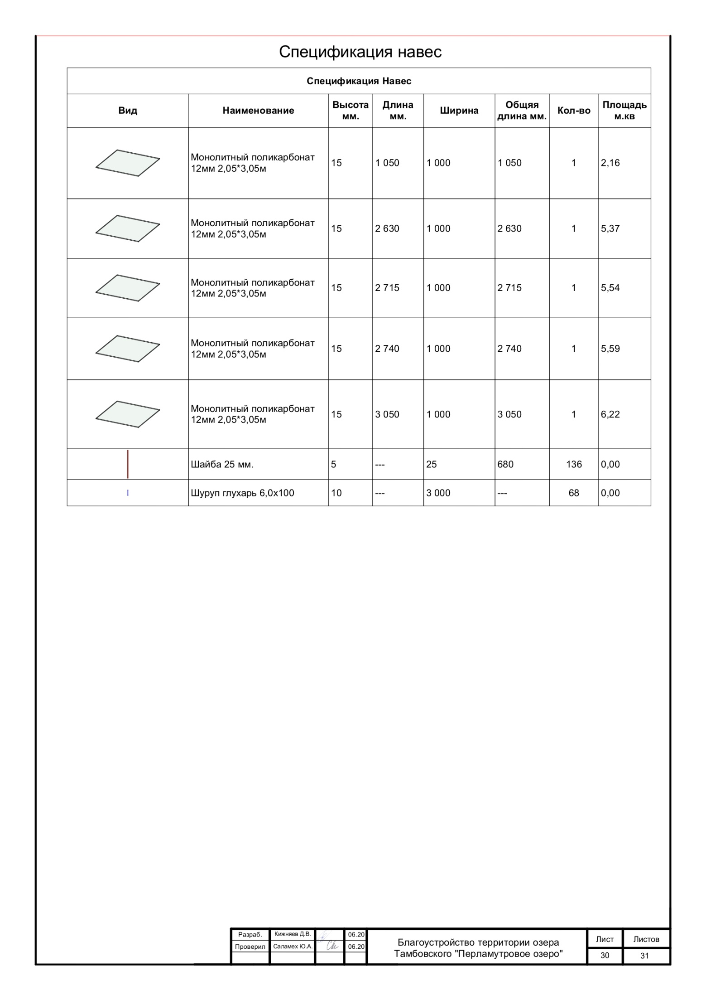 Спецификация навес
Спецификация Навес
Вид Наименование Высота мм. Длина мм. Ширина Общяя длина мм. Кол-во Площадь м.кв
Монолитный поликарбонат
12мм 2,05*3,05м 15 1 050 1 000 1 050 1 2,16
Монолитный поликарбонат
12мм 2,05*3,05м 15 2 630 1 000 2 630 1 5,37
Монолитный поликарбонат
12мм 2,05*3,05м 15 2 715 1 000 2 715 1 5,54
Монолитный поликарбонат
12мм 2,05*3,05м 15 2 740 1 000 2 740 1 5,59
Монолитный поликарбонат
12мм 2,05*3,05м 15 3 050 1 000 3 050 1 6,22
Шайба 25 мм. 5 --- 25 680 136 0,00
Шуруп глухарь 6,0х100 10 --- 3 000 --- 68 0,00
Разраб. Кижняев Д.В. 06.20
Проверил Саламех Ю.А. 06.20
Благоустройство территории озера
Тамбовского "Перламутровое озеро"
Лист Листов
30 31